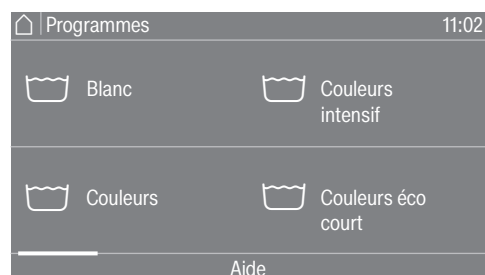 Programmes 11:02
Blanc
Couleurs
intensif
Couleurs
Couleurs éco
court
Aide